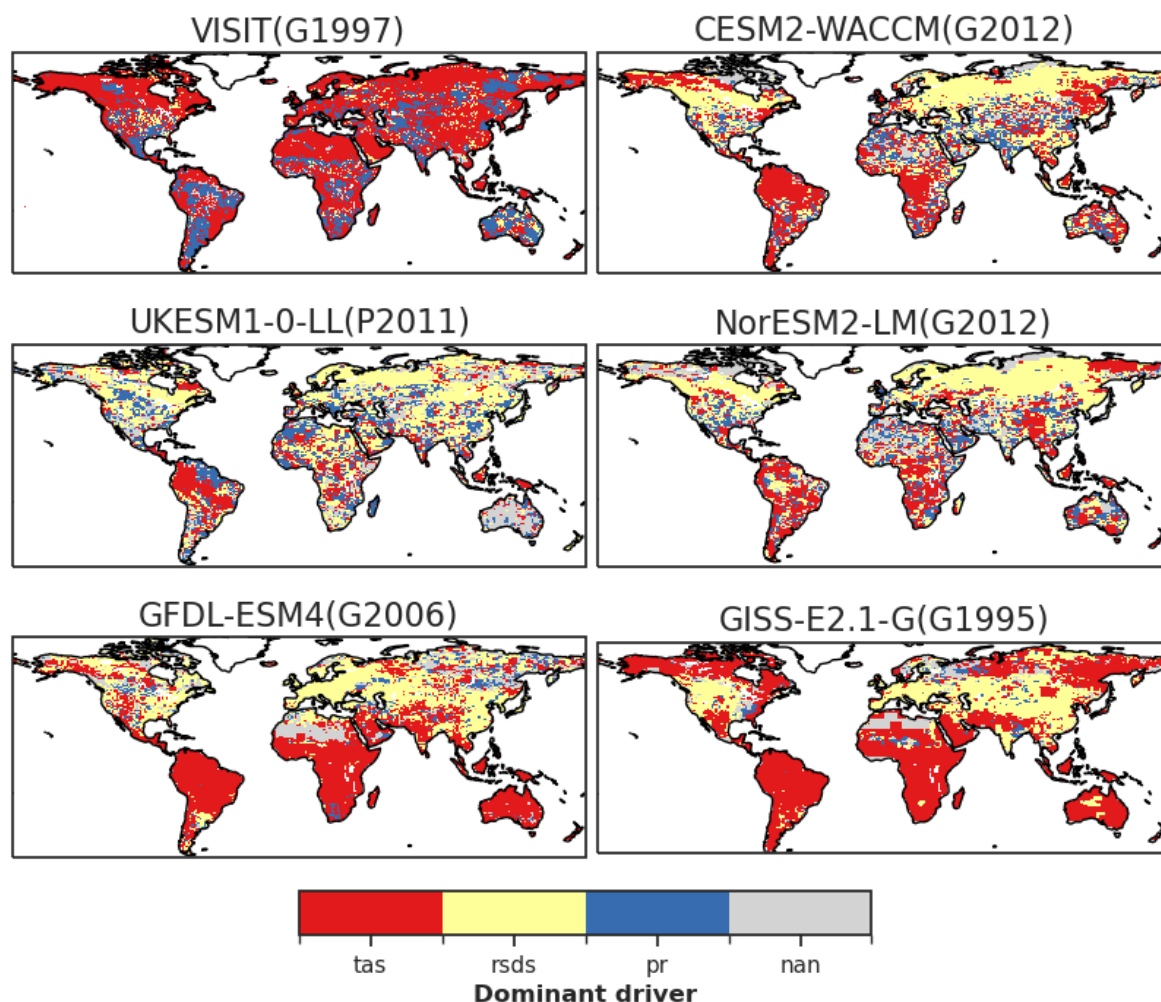 VISIT(G1997)
CESM2-WACCM(G2012)
UKESM1-0-LL(P2011)
NorESM2-LM(G2012)
GFDL-ESM4(G2006)
GISS-E2.1-G(G1995)
tas rsds pr nan
Dominant driver